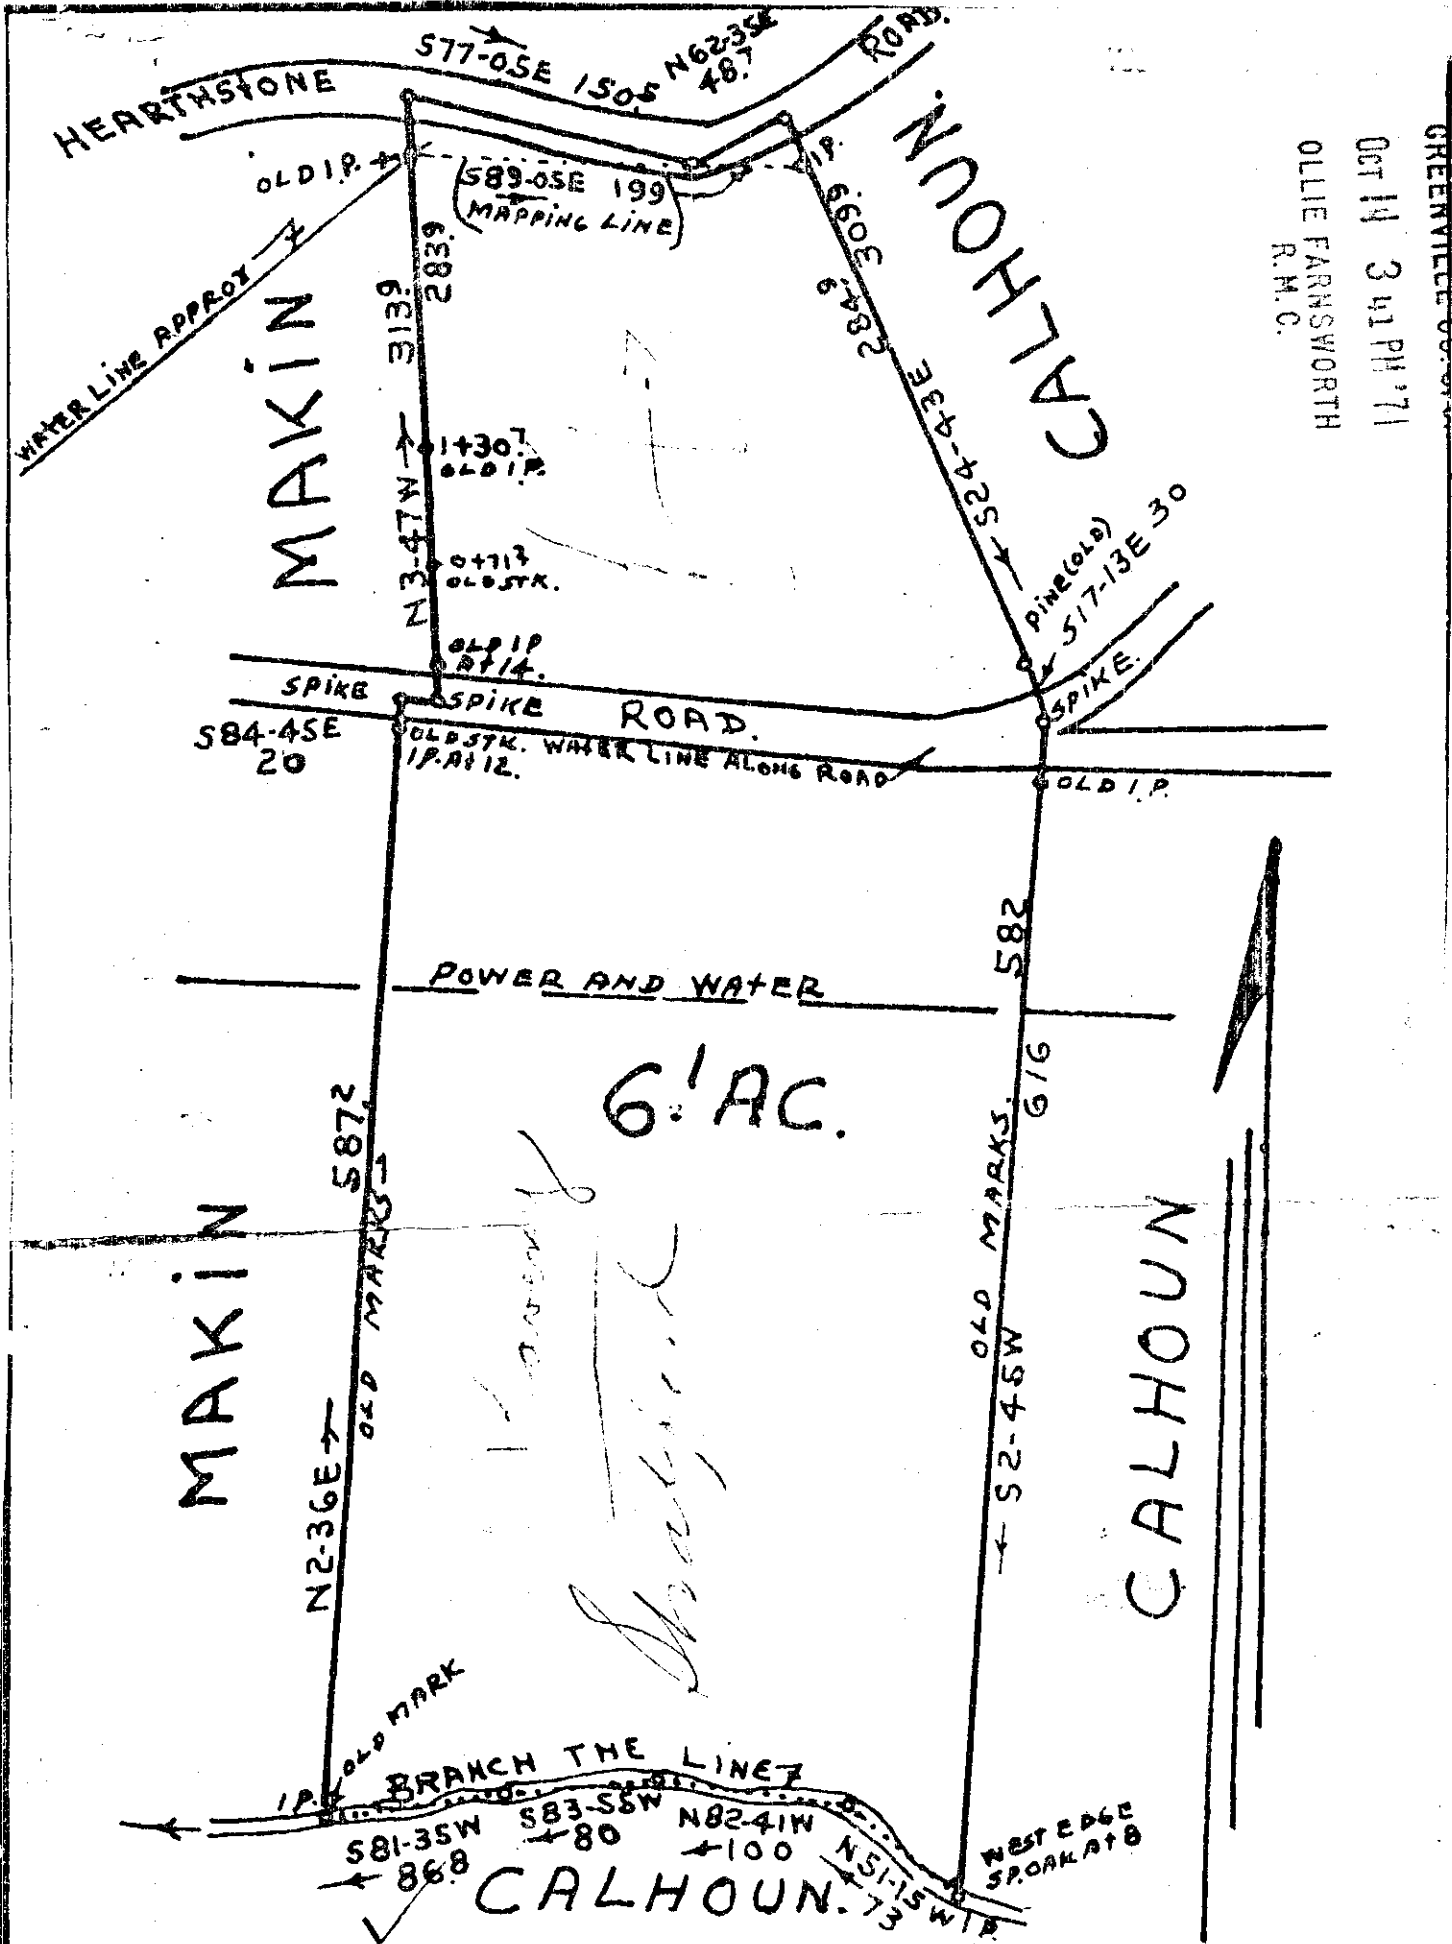 GREENVILLE
OCT 11 3 41 PM '71
OLLIE FARNSWORTH
R.M.C.
HEARTHSTONE
ROAD.
S77-05E 150.5
N62-35E
48.7
OLD I.P.
I.P.
(S89-05E 199
MAPPING LINE)
WATER LINE APPROX
MAKIN
CALHOUN.
313.9
283.9
N3-47W
309.9
284.9
S24-43E
1+30.7
OLD I.P.
0+71.3
OLD STK.
OLD I.P.
At 14.
PINE (OLD)
S17-13E 30
SPIKE
SPIKE
ROAD.
SPIKE.
S84-45E
20
OLD STK.
I.P. At 12.
WATER LINE ALONG ROAD
OLD I.P.
582
POWER AND WATER
6.1 AC.
616
587.2
OLD MARKS
OLD MARKS.
MAKIN
N2-36E
S2-45W
CALHOUN
OLD MARK
I.P.
BRANCH THE LINE
S81-35W
86.8
S83-55W
80
N82-41W
100
N51-15W
73
I.P.
WEST EDGE
SP. OAK At 8
CALHOUN.